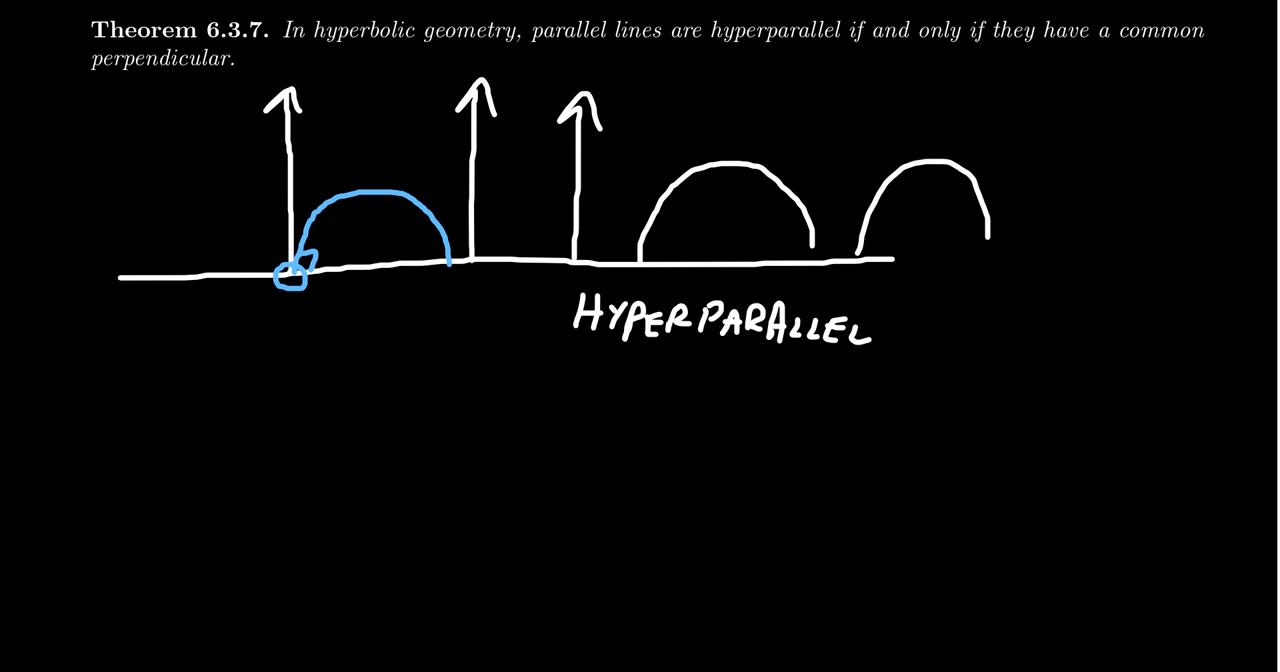 Theorem 6.3.7. In hyperbolic geometry, parallel lines are hyperparallel if and only if they have a common
perpendicular.
HYPERPARALLEL